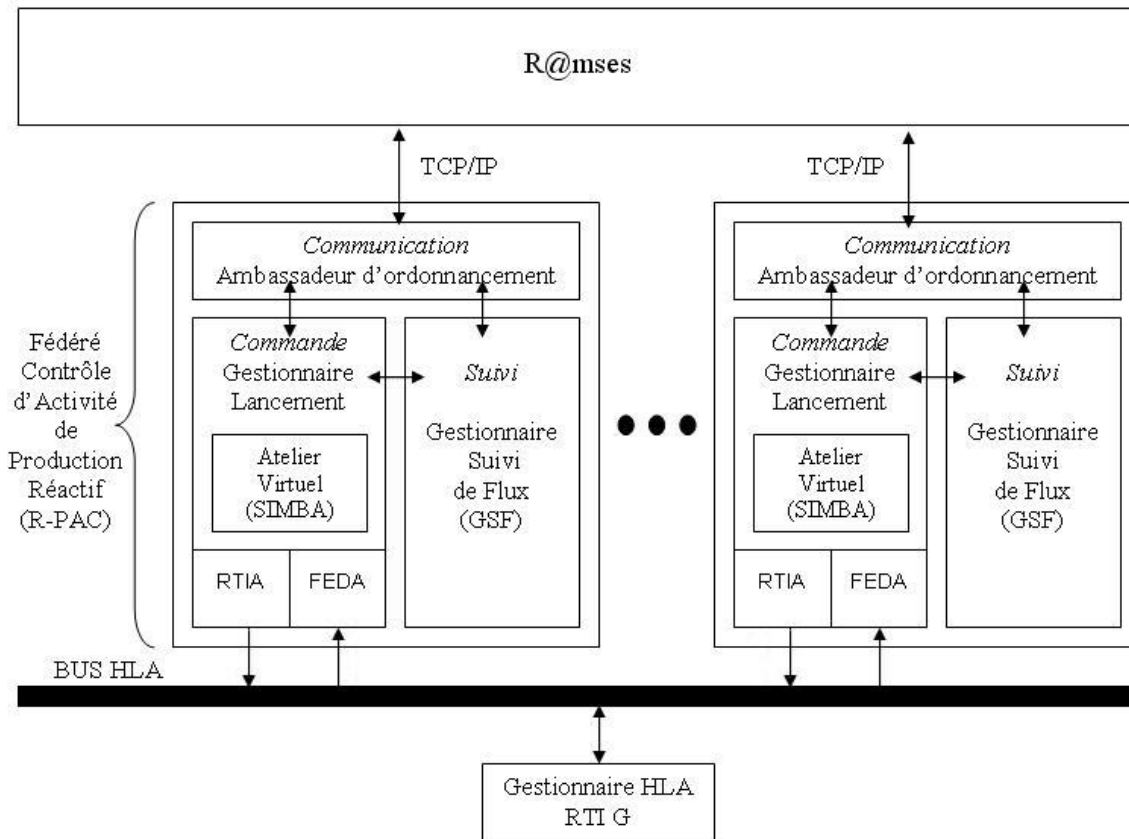 R@mses
TCP/IP
TCP/IP
Fédéré
Contrôle
d'Activité
de
Production
Réactif
(R-PAC)
Communication
Ambassadeur d'ordonnancement
Commande
Gestionnaire
Lancement
Atelier
Virtuel
(SIMBA)
RTIA
FEDA
Suivi
Gestionnaire
Suivi
de Flux
(GSF)
Communication
Ambassadeur d'ordonnancement
Commande
Gestionnaire
Lancement
Atelier
Virtuel
(SIMBA)
RTIA
FEDA
Suivi
Gestionnaire
Suivi
de Flux
(GSF)
BUS HLA
Gestionnaire HLA
RTI G